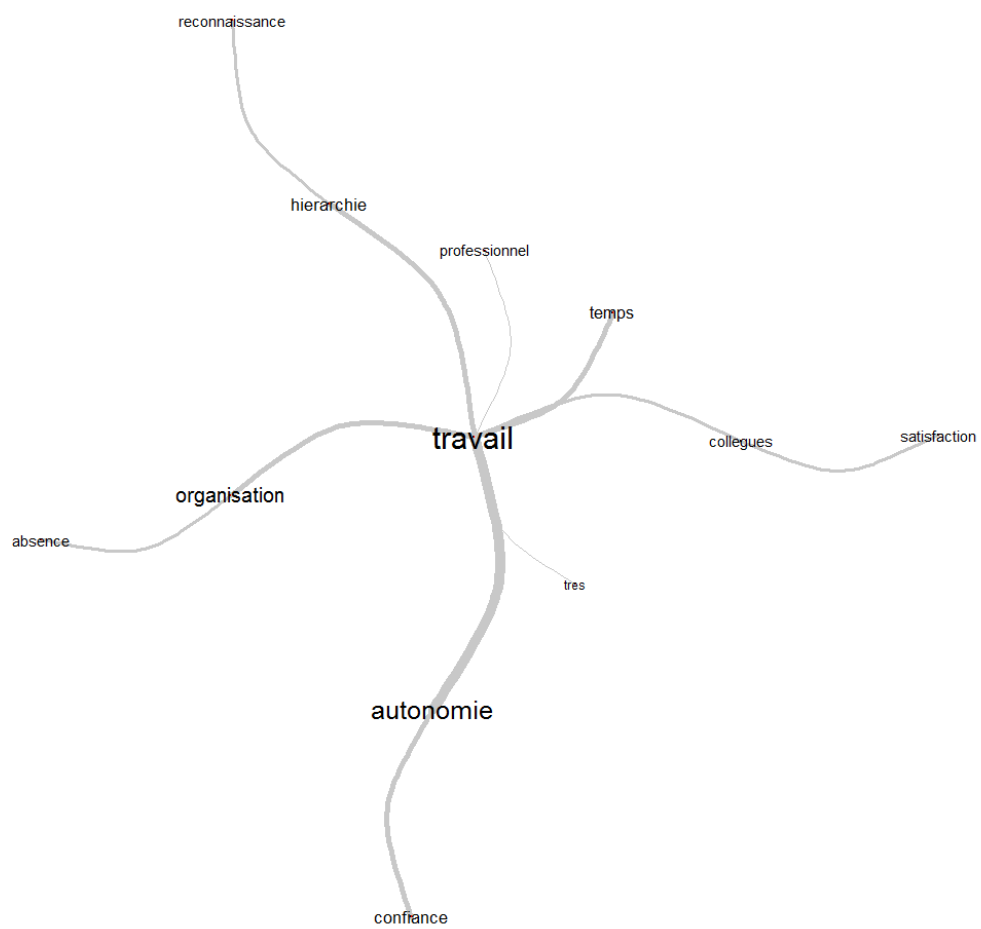 reconnaissance
hierarchie
professionnel
temps
travail
collegues
satisfaction
organisation
absence
tres
autonomie
confiance